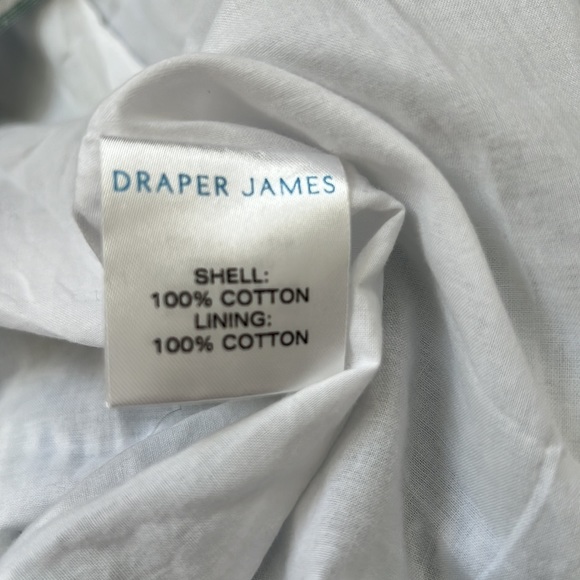 DRAPER JAMES
SHELL:
100% COTTON
LINING:
100% COTTON